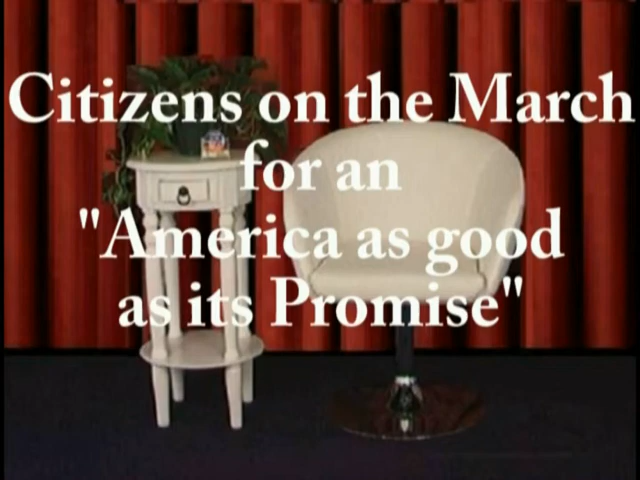 Citizens on the March
for an
"America as good
as its Promise"